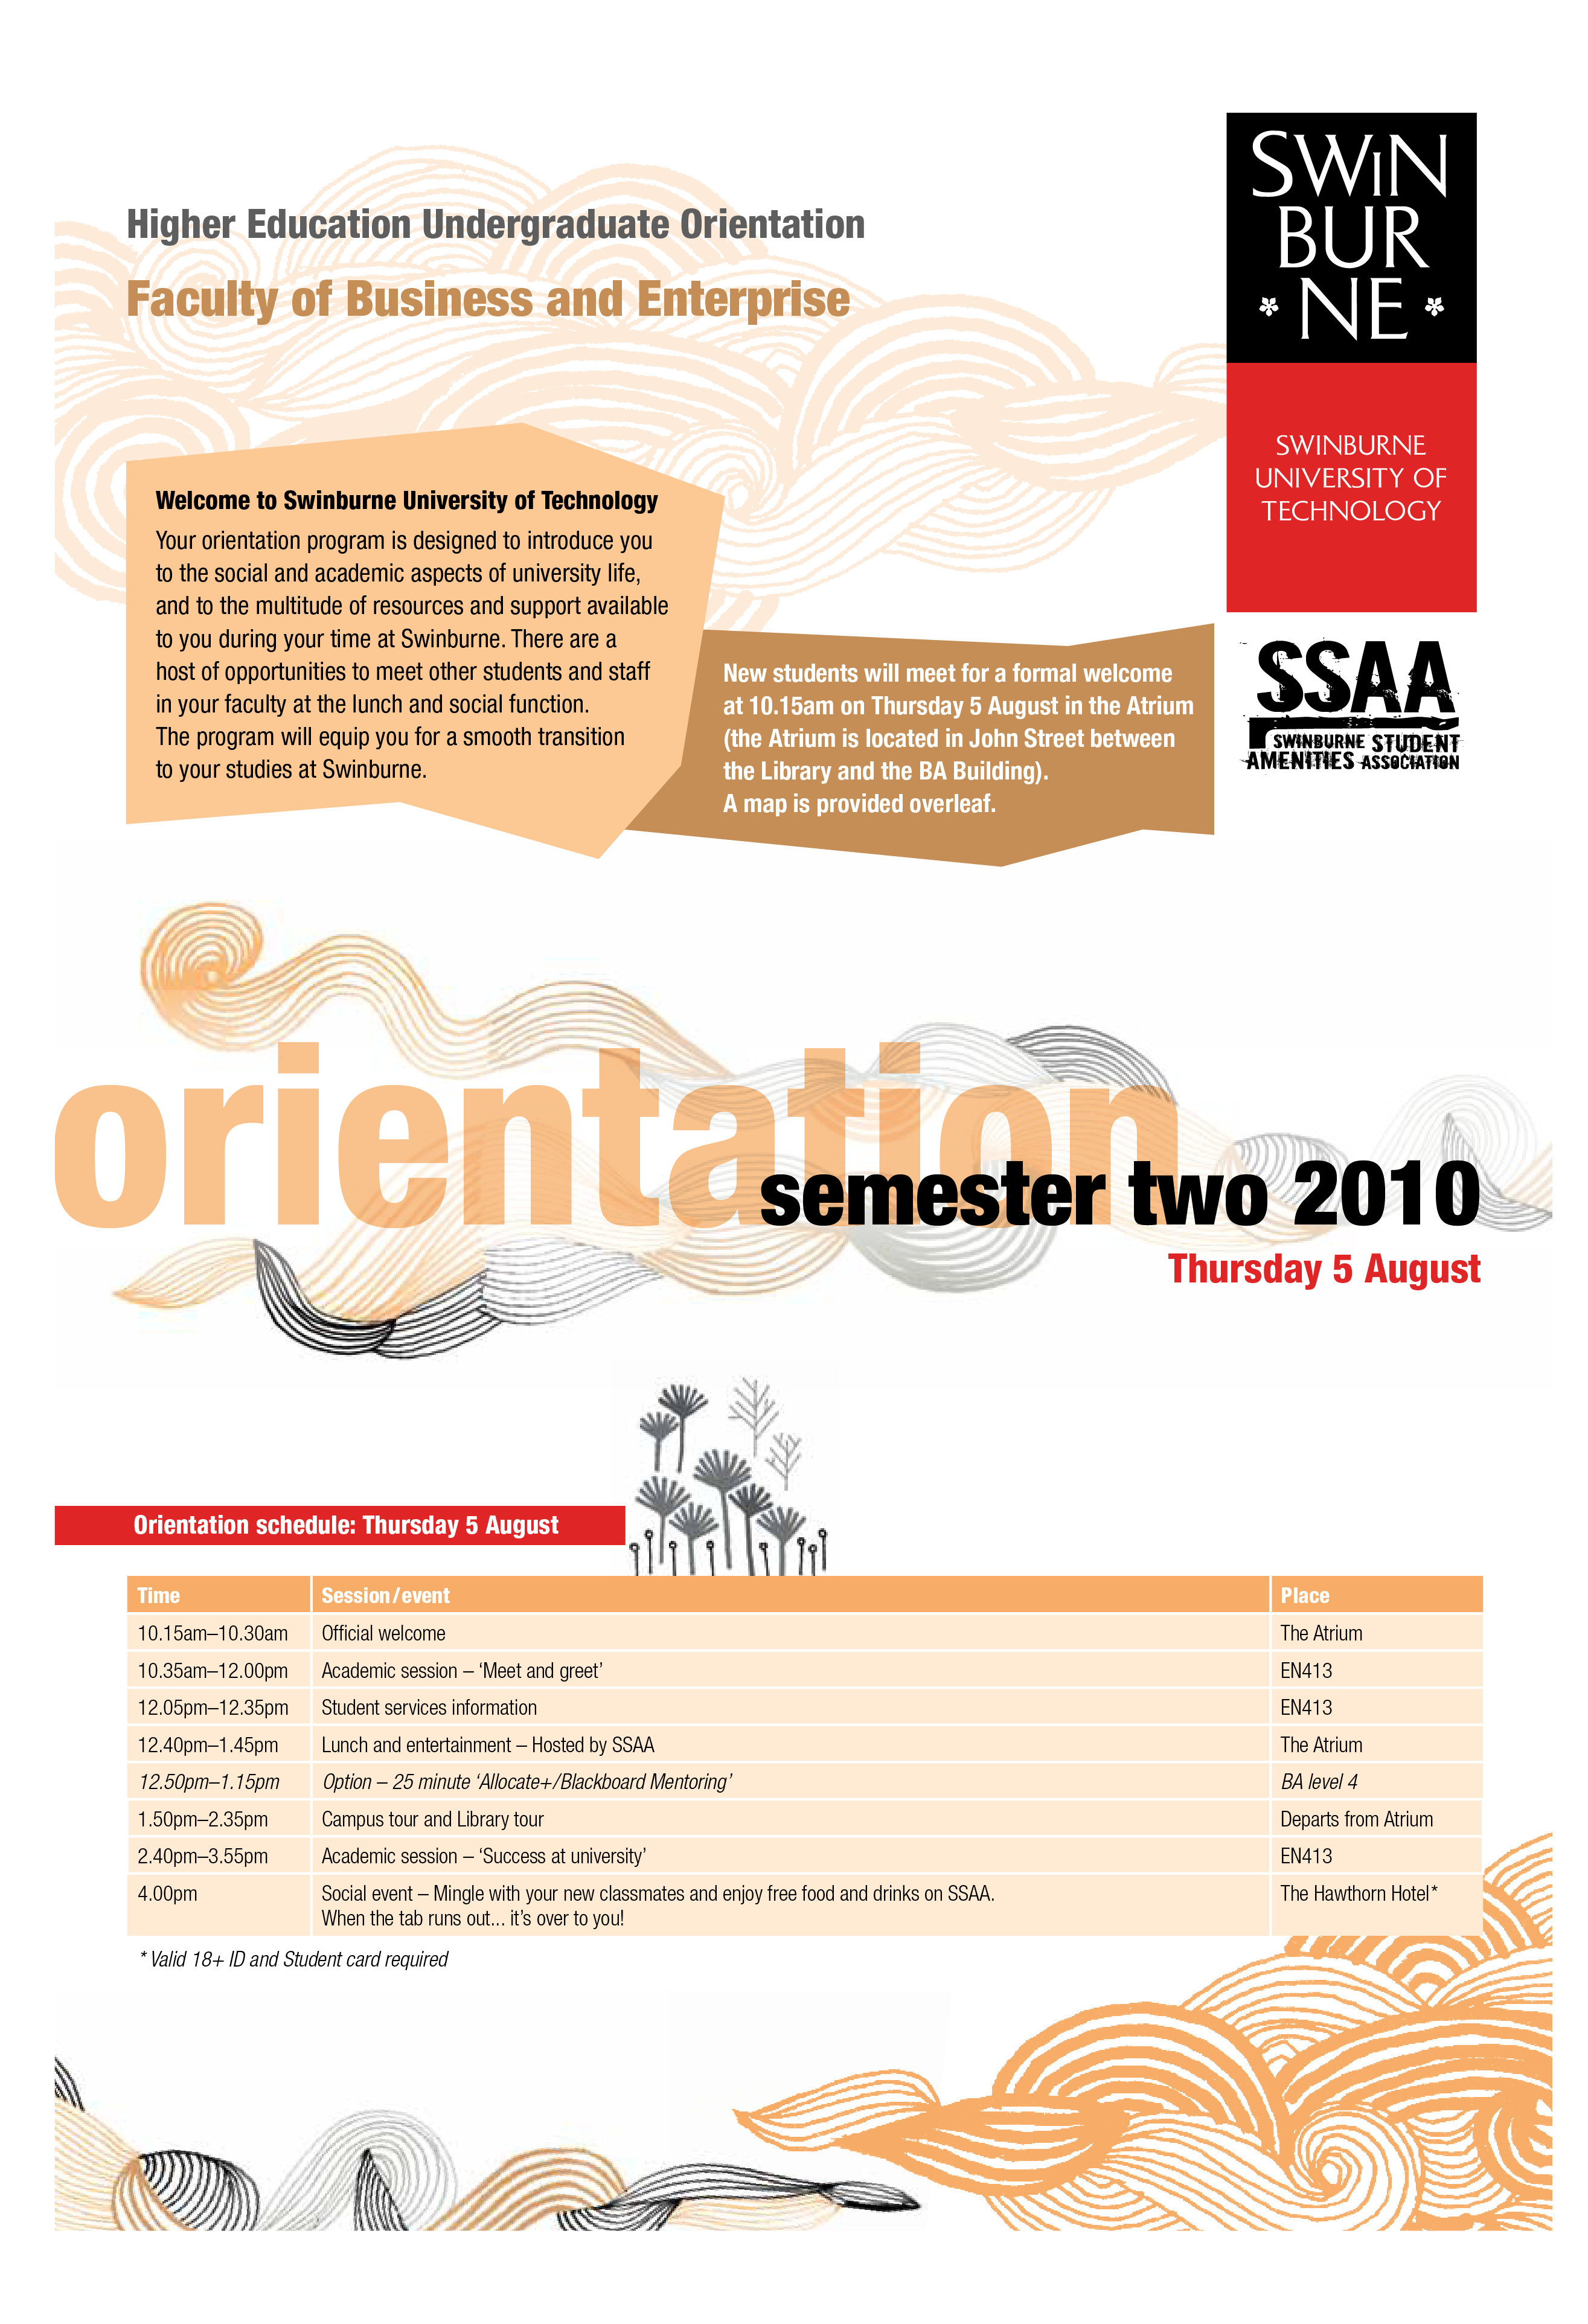 Higher Education Undergraduate Orientation
Faculty of Business and Enterprise
SWIN
BUR
NE
SWINBURNE
UNIVERSITY OF
TECHNOLOGY
Welcome to Swinburne University of Technology
Your orientation program is designed to introduce you
to the social and academic aspects of university life,
and to the multitude of resources and support available
to you during your time at Swinburne. There are a
host of opportunities to meet other students and staff
in your faculty at the lunch and social function.
The program will equip you for a smooth transition
to your studies at Swinburne.
New students will meet for a formal welcome
at 10.15am on Thursday 5 August in the Atrium
(the Atrium is located in John Street between
the Library and the BA Building).
A map is provided overleaf.
SSAA
SWINBURNE STUDENT
AMENITIES ASSOCIATION
orientation
semester two 2010
Thursday 5 August
Orientation schedule: Thursday 5 August
Time Session/event Place
10.15am–10.30am Official welcome The Atrium
10.35am–12.00pm Academic session – ‘Meet and greet’ EN413
12.05pm–12.35pm Student services information EN413
12.40pm–1.45pm Lunch and entertainment – Hosted by SSAA The Atrium
12.50pm–1.15pm Option – 25 minute ‘Allocate+/Blackboard Mentoring’ BA level 4
1.50pm–2.35pm Campus tour and Library tour Departs from Atrium
2.40pm–3.55pm Academic session – ‘Success at university’ EN413
4.00pm Social event – Mingle with your new classmates and enjoy free food and drinks on SSAA. The Hawthorn Hotel*
When the tab runs out... it’s over to you!
* Valid 18+ ID and Student card required